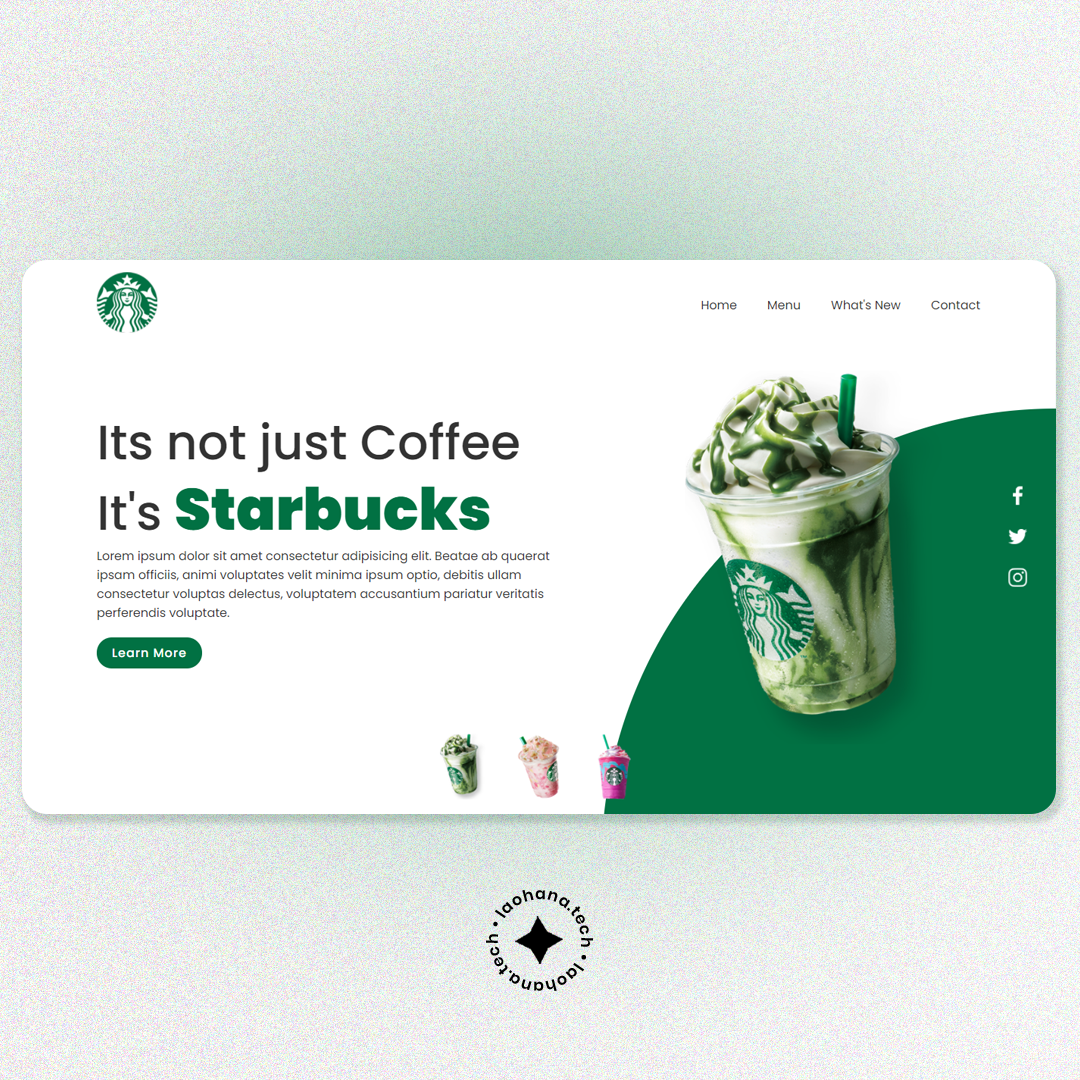 Home Menu What's New Contact
Its not just Coffee
It's Starbucks
Lorem ipsum dolor sit amet consectetur adipisicing elit. Beatae ab quaerat
ipsam officiis, animi voluptates velit minima ipsum optio, debitis ullam
consectetur voluptas delectus, voluptatem accusantium pariatur veritatis
perferendis voluptate.
Learn More
laohana.tech • laohana.tech •